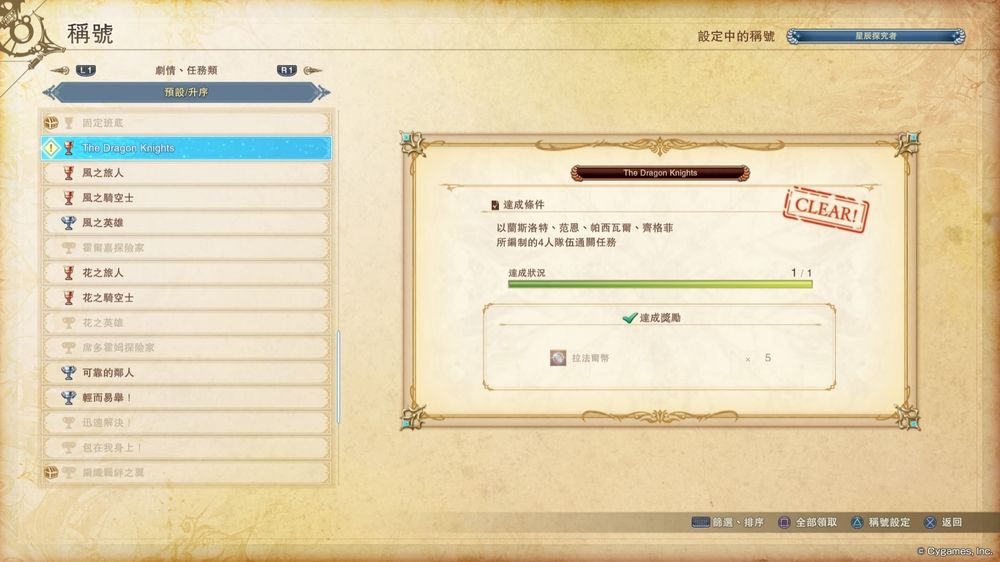 稱號
設定中的稱號
星辰探究者
L1
劇情、任務類
R1
預設/升序
固定班底
The Dragon Knights
風之旅人
風之騎空士
風之英雄
霍爾嘉探險家
花之旅人
花之騎空士
花之英雄
席多霍姆探險家
可靠的鄰人
輕而易舉!
迅速解決!
包在我身上!
編織羈絆之翼
The Dragon Knights
達成條件
CLEAR!
以蘭斯洛特、范恩、帕西瓦爾、齊格菲
所編制的4人隊伍通關任務
達成狀況
1 / 1
達成獎勵
拉法爾幣 × 5
篩選、排序 全部領取 稱號設定 返回
© Cygames, Inc.